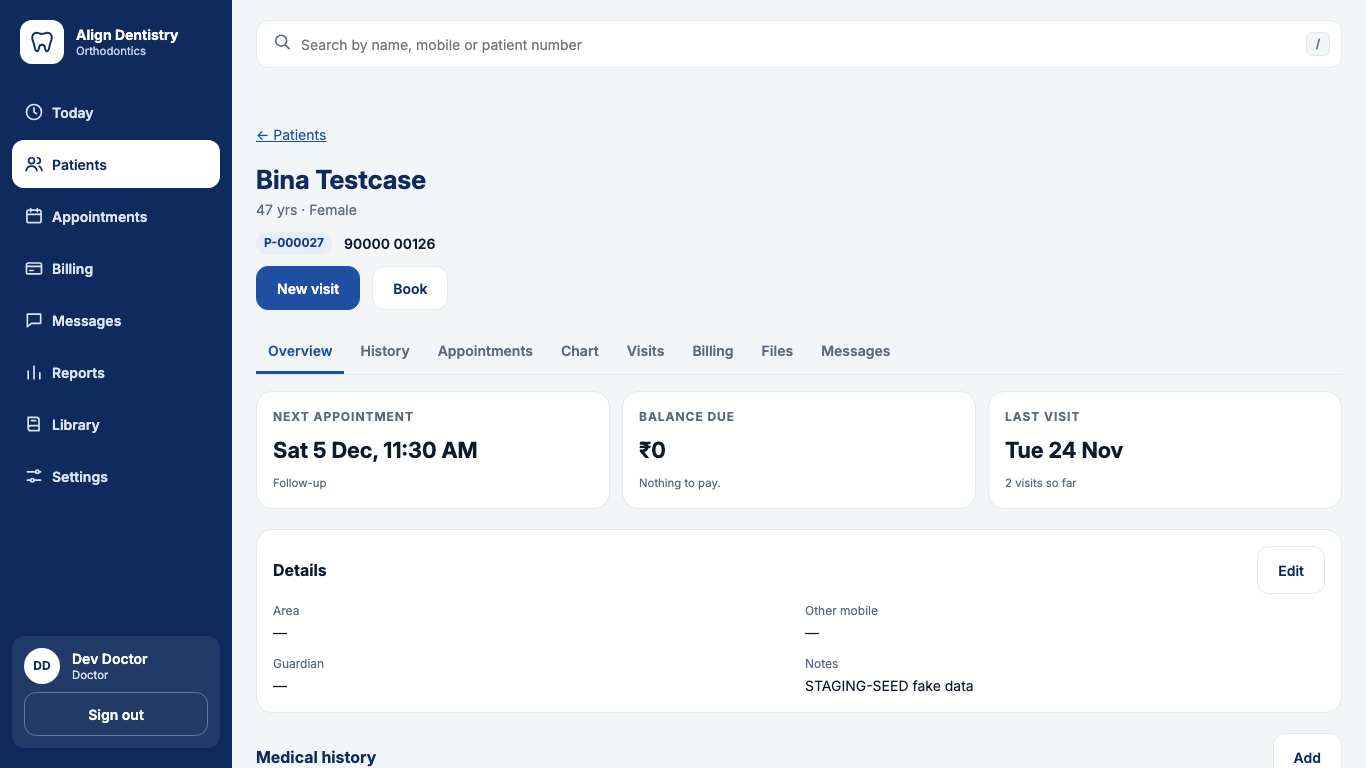 Align Dentistry
Orthodontics
Today
Patients
Appointments
Billing
Messages
Reports
Library
Settings
DD
Dev Doctor
Doctor
Sign out
Search by name, mobile or patient number
/
← Patients
Bina Testcase
47 yrs · Female
P-000027 90000 00126
New visit Book
Overview History Appointments Chart Visits Billing Files Messages
NEXT APPOINTMENT
Sat 5 Dec, 11:30 AM
Follow-up
BALANCE DUE
₹0
Nothing to pay.
LAST VISIT
Tue 24 Nov
2 visits so far
Details
Edit
Area
—
Other mobile
—
Guardian
—
Notes
STAGING-SEED fake data
Medical history
Add